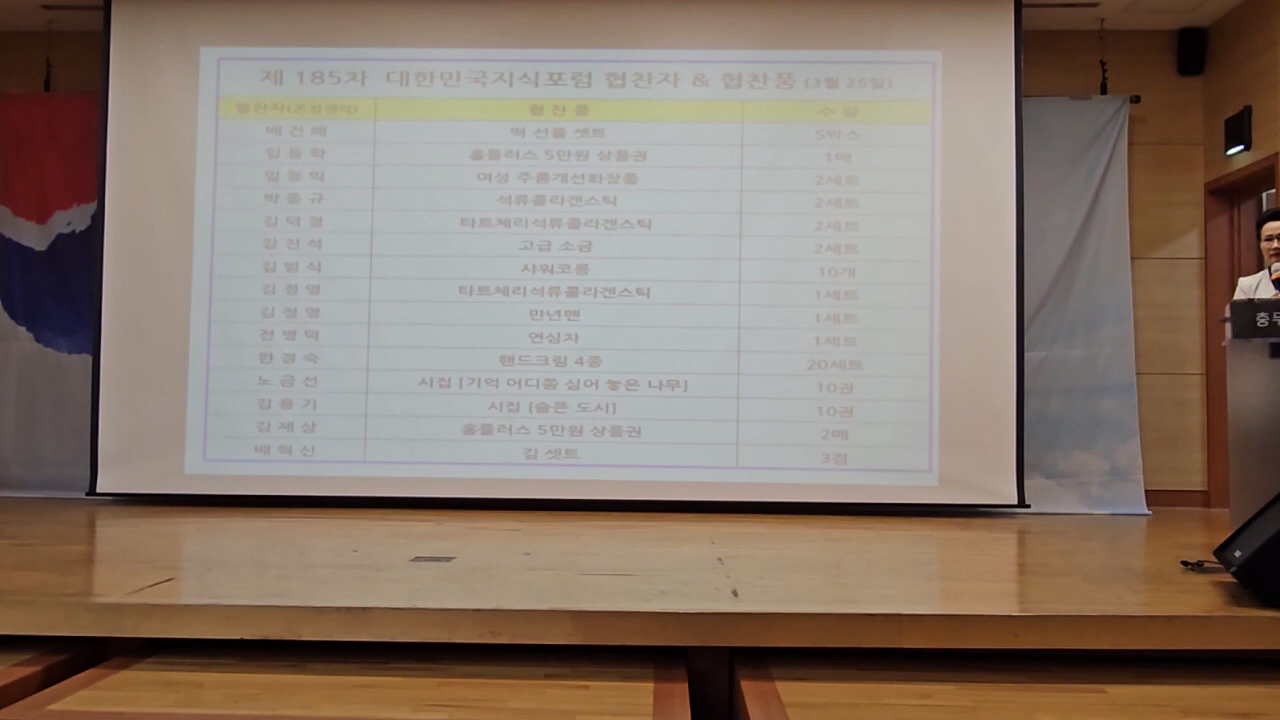 제 185차 대한민국지식포럼 협찬자 & 협찬품 (3월 25일)
협찬자(존칭생략) 협 찬 품 수 량
배 건 해 떡 선물 셋트 5박스
임 동 학 홈플러스 5만원 상품권 1매
임 동 익 여성 주름개선화장품 2세트
박 종 규 석류콜라겐스틱 2세트
김 덕 겸 타트체리석류콜라겐스틱 2세트
강 진 석 고급 소금 2세트
김 범 식 샤워코롱 10개
김 정 열 타트체리석류콜라겐스틱 1세트
김 정 영 만년펜 1세트
전 병 덕 연심차 1세트
한 경 숙 핸드크림 4종 20세트
노 금 선 시집 [기억 어디쯤 심어 놓은 나무] 10권
김 용 기 시집 [슬픈 도시] 10권
김 제 삼 홈플러스 5만원 상품권 2매
배 혁 신 김 셋트 3점
충무